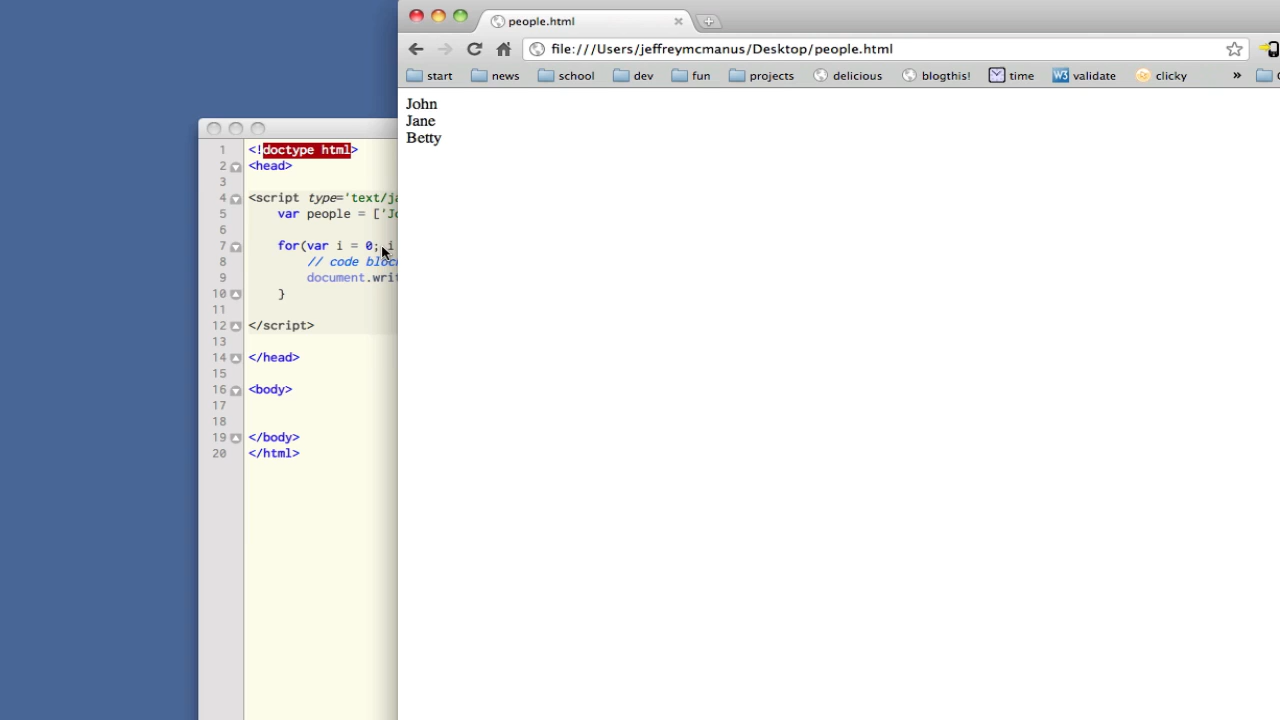 people.html
file:///Users/jeffreymcmanus/Desktop/people.html
start news school dev fun projects delicious blogthis! time W3 validate clicky »
John
Jane
Betty
1 <!doctype html>
2 <head>
3
4 <script type='text/ja
5 var people = ['Jo
6
7 for(var i = 0; i
8 // code bloc
9 document.writ
10 }
11
12 </script>
13
14 </head>
15
16 <body>
17
18
19 </body>
20 </html>